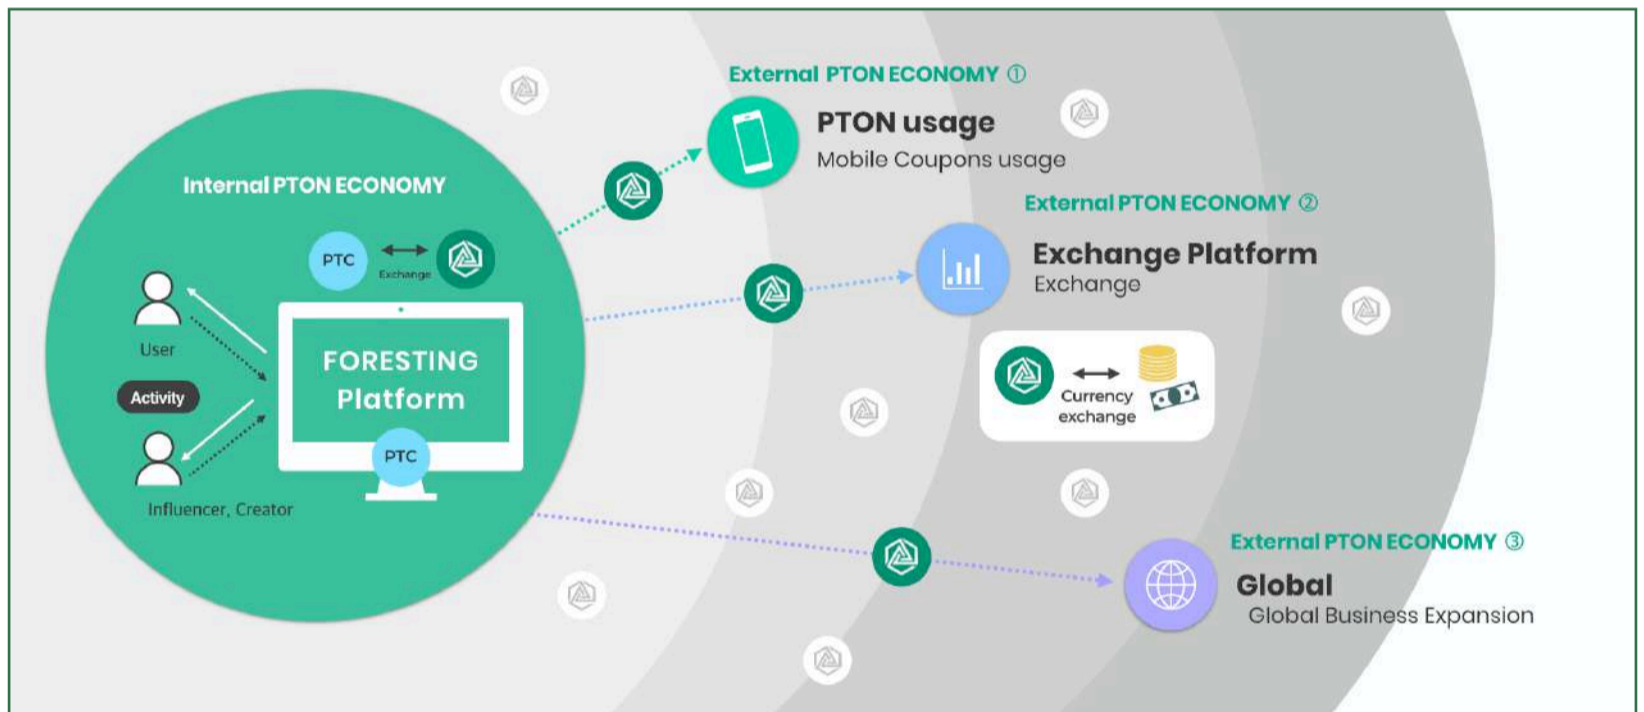 External PTON ECONOMY ①
PTON usage
Mobile Coupons usage
Internal PTON ECONOMY
External PTON ECONOMY ②
Exchange Platform
Exchange
PTC
Exchange
User
FORESTING
Platform
Activity
Currency
exchange
PTC
Influencer, Creator
External PTON ECONOMY ③
Global
Global Business Expansion